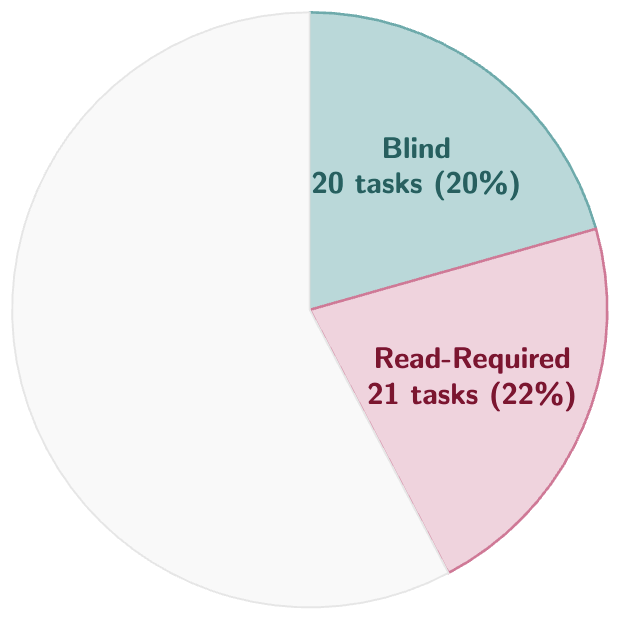 Blind
20 tasks (20%)
Read-Required
21 tasks (22%)